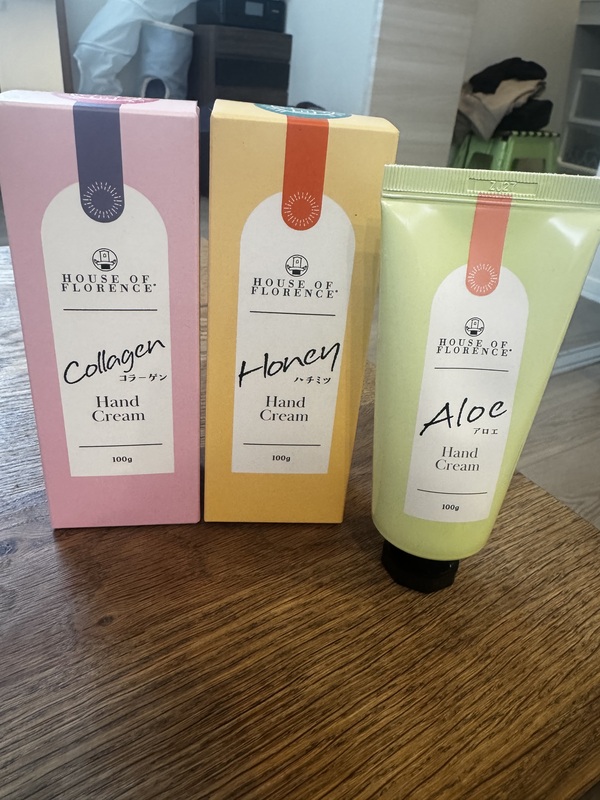 HOUSE OF
FLORENCE
Collagen
コラーゲン
Hand
Cream
100g
HOUSE OF
FLORENCE
Honey
ハチミツ
Hand
Cream
100g
HOUSE OF
FLORENCE
Aloe
アロエ
Hand
Cream
100g